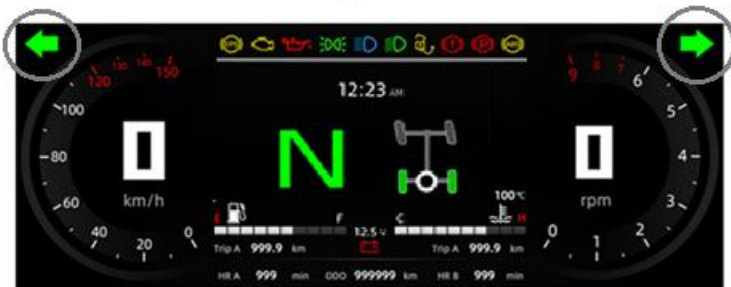 12:23 AM
120 130 140 150
100
80
60
40
20
0
0
km/h
N
9 8 7
6
5
4
3
2
1
0
0
rpm
100℃
E F
C H
12.5 V
Trip A 999.9 km
Trip A 999.9 km
HR A 999 min ODO 999999 km HR B 999 min